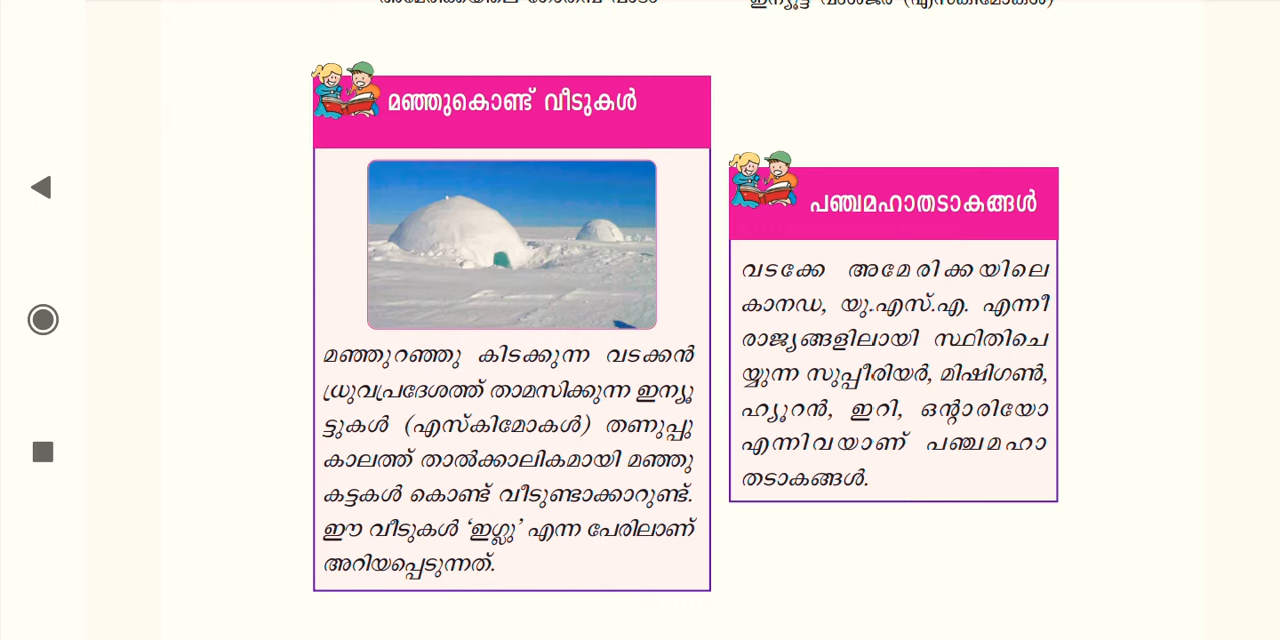 മഞ്ഞുകൊണ്ട് വീടുകൾ
മഞ്ഞുറഞ്ഞു കിടക്കുന്ന വടക്കൻ
ധ്രുവപ്രദേശത്ത് താമസിക്കുന്ന ഇന്യൂ
ട്ടുകൾ (എസ്കിമോകൾ) തണുപ്പു
കാലത്ത് താൽക്കാലികമായി മഞ്ഞു
കട്ടകൾ കൊണ്ട് വീടുണ്ടാക്കാറുണ്ട്.
ഈ വീടുകൾ ‘ഇഗ്ലു’ എന്ന പേരിലാണ്
അറിയപ്പെടുന്നത്.
പഞ്ചമഹാതടാകങ്ങൾ
വടക്കേ അമേരിക്കയിലെ
കാനഡ, യു.എസ്.എ. എന്നീ
രാജ്യങ്ങളിലായി സ്ഥിതിചെ
യ്യുന്ന സുപ്പീരിയർ, മിഷിഗൺ,
ഹ്യൂറൻ, ഇറി, ഒന്റാരിയോ
എന്നിവയാണ് പഞ്ചമഹാ
തടാകങ്ങൾ.